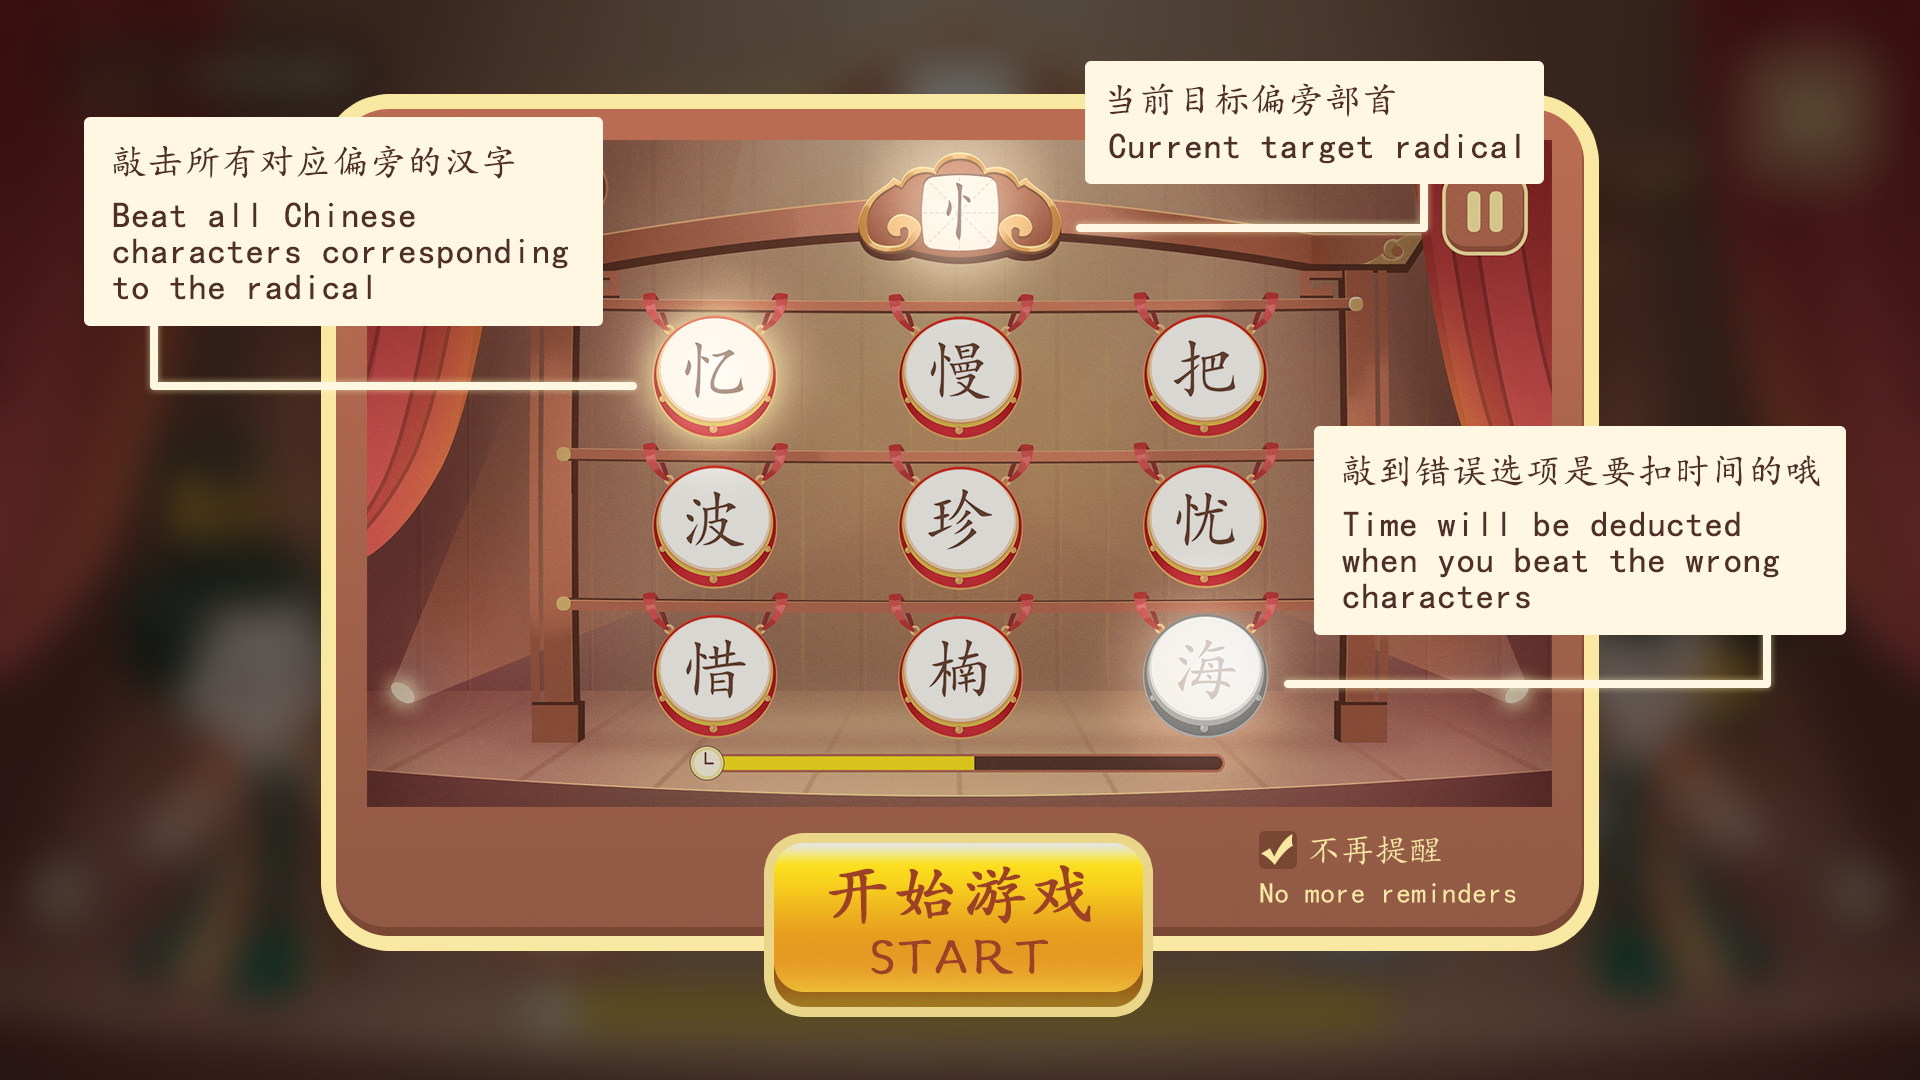 当前目标偏旁部首
Current target radical
敲击所有对应偏旁的汉字
Beat all Chinese
characters corresponding
to the radical
忄
忆 慢 把
波 珍 忧
惜 楠 海
敲到错误选项是要扣时间的哦
Time will be deducted
when you beat the wrong
characters
不再提醒
No more reminders
开始游戏
START